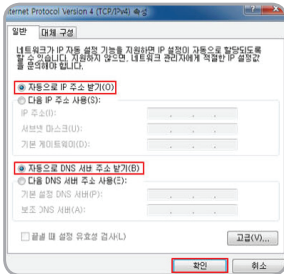 ternet Protocol Version 4 (TCP/IPv4) 속성
일반
대체 구성
네트워크가 IP 자동 설정 기능을 지원하면 IP 설정이 자동으로 할당되도록
할 수 있습니다. 지원하지 않으면, 네트워크 관리자에게 적절한 IP 설정값
을 문의해야 합니다.
자동으로 IP 주소 받기(O)
다음 IP 주소 사용(S):
IP 주소(I):
서브넷 마스크(U):
기본 게이트웨이(D):
자동으로 DNS 서버 주소 받기(B)
다음 DNS 서버 주소 사용(E):
기본 설정 DNS 서버(P):
보조 DNS 서버(A):
끝낼 때 설정 유효성 검사(L)
고급(V)...
확인
취소